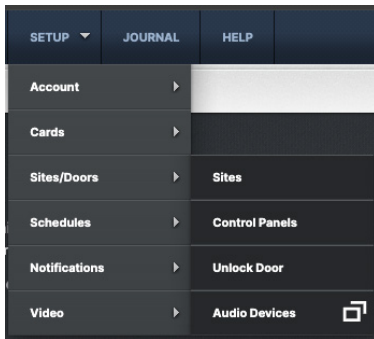 SETUP JOURNAL HELP
Account
Cards
Sites/Doors Sites
Schedules Control Panels
Notifications Unlock Door
Video Audio Devices